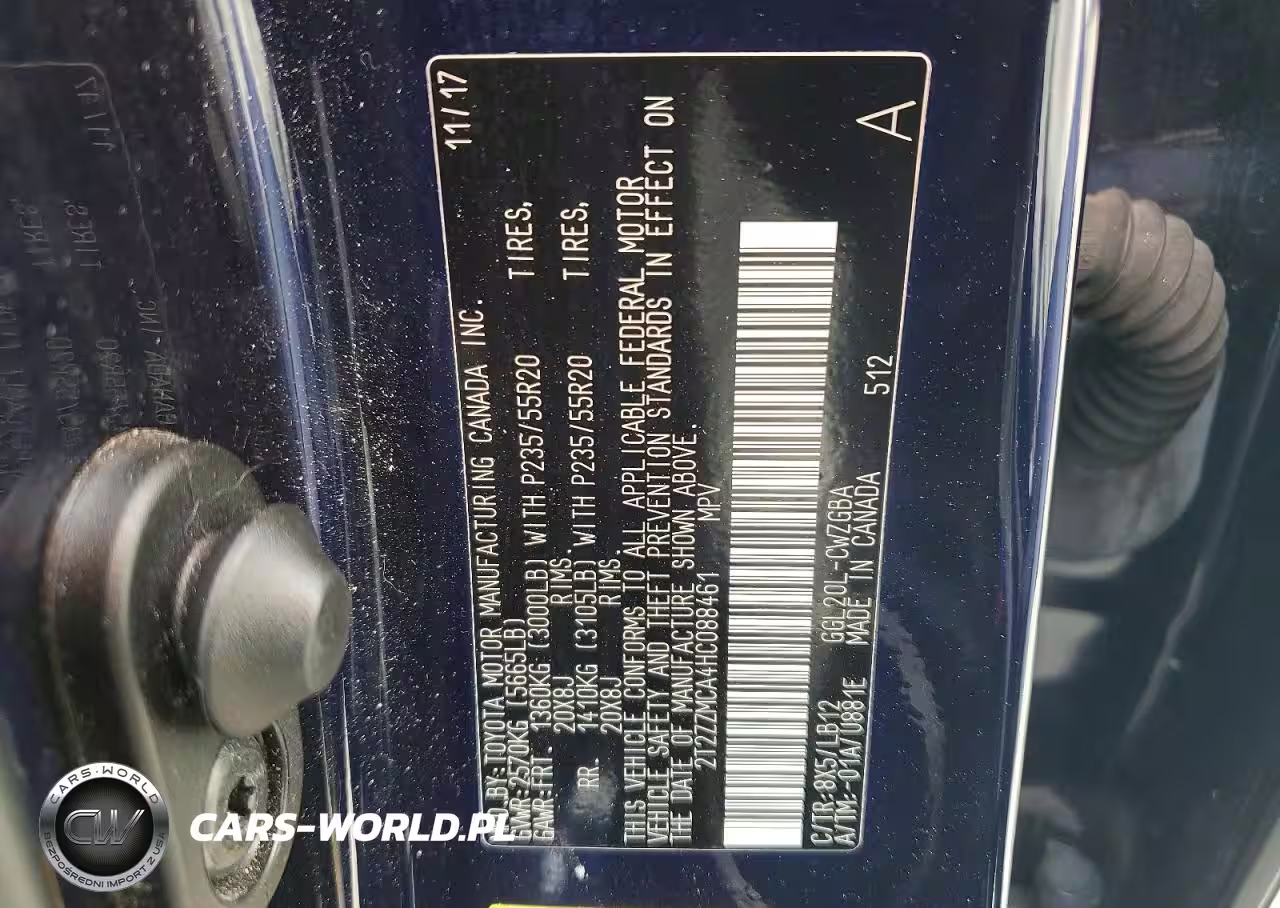 11/17
MFD.BY:TOYOTA MOTOR MANUFACTURING CANADA INC.
GVWR:2570KG (5665LB)
GAWR:FRT. 1360KG (3000LB) WITH P235/55R20 TIRES,
20X8J RIMS.
RR. 1410KG (3105LB) WITH P235/55R20 TIRES,
20X8J RIMS.
THIS VEHICLE CONFORMS TO ALL APPLICABLE FEDERAL MOTOR
VEHICLE SAFETY AND THEFT PREVENTION STANDARDS IN EFFECT ON
THE DATE OF MANUFACTURE SHOWN ABOVE.
2T2ZZMCA4HC088461 MPV
C/TR:8X5/LB12 GGL20L-CWZGBA
A/TM:-01A/U881E MADE IN CANADA 512
A
CARS-WORLD
CW
BEZPOŚREDNI IMPORT Z USA
CARS-WORLD.PL